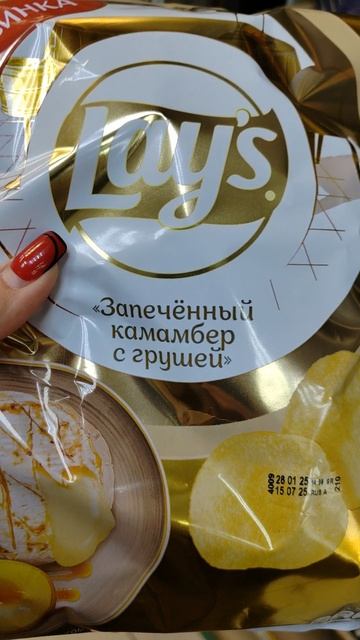 Lay's
«Запечённый
камамбер
с грушей»
28 01 25
15 07 25